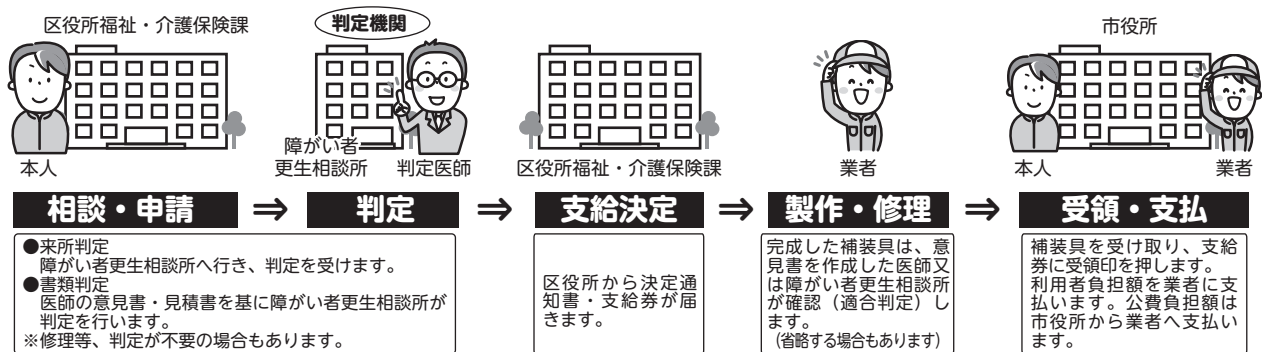 区役所福祉・介護保険課
判定機関
市役所
障がい者
更生相談所
本人
判定医師
区役所福祉・介護保険課
業者
本人
業者
相談・申請 ⇒ 判定 ⇒ 支給決定 ⇒ 製作・修理 ⇒ 受領・支払
●来所判定
障がい者更生相談所へ行き、判定を受けます。
●書類判定
医師の意見書・見積書を基に障がい者更生相談所が
判定を行います。
※修理等、判定が不要の場合もあります。
区役所から決定通
知書・支給券が届
きます。
完成した補装具は、意
見書を作成した医師又
は障がい者更生相談所
が確認（適合判定）し
ます。
（省略する場合もあります）
補装具を受け取り、支給
券に受領印を押します。
利用者負担額を業者に支
払います。公費負担額は
市役所から業者へ支払い
ます。